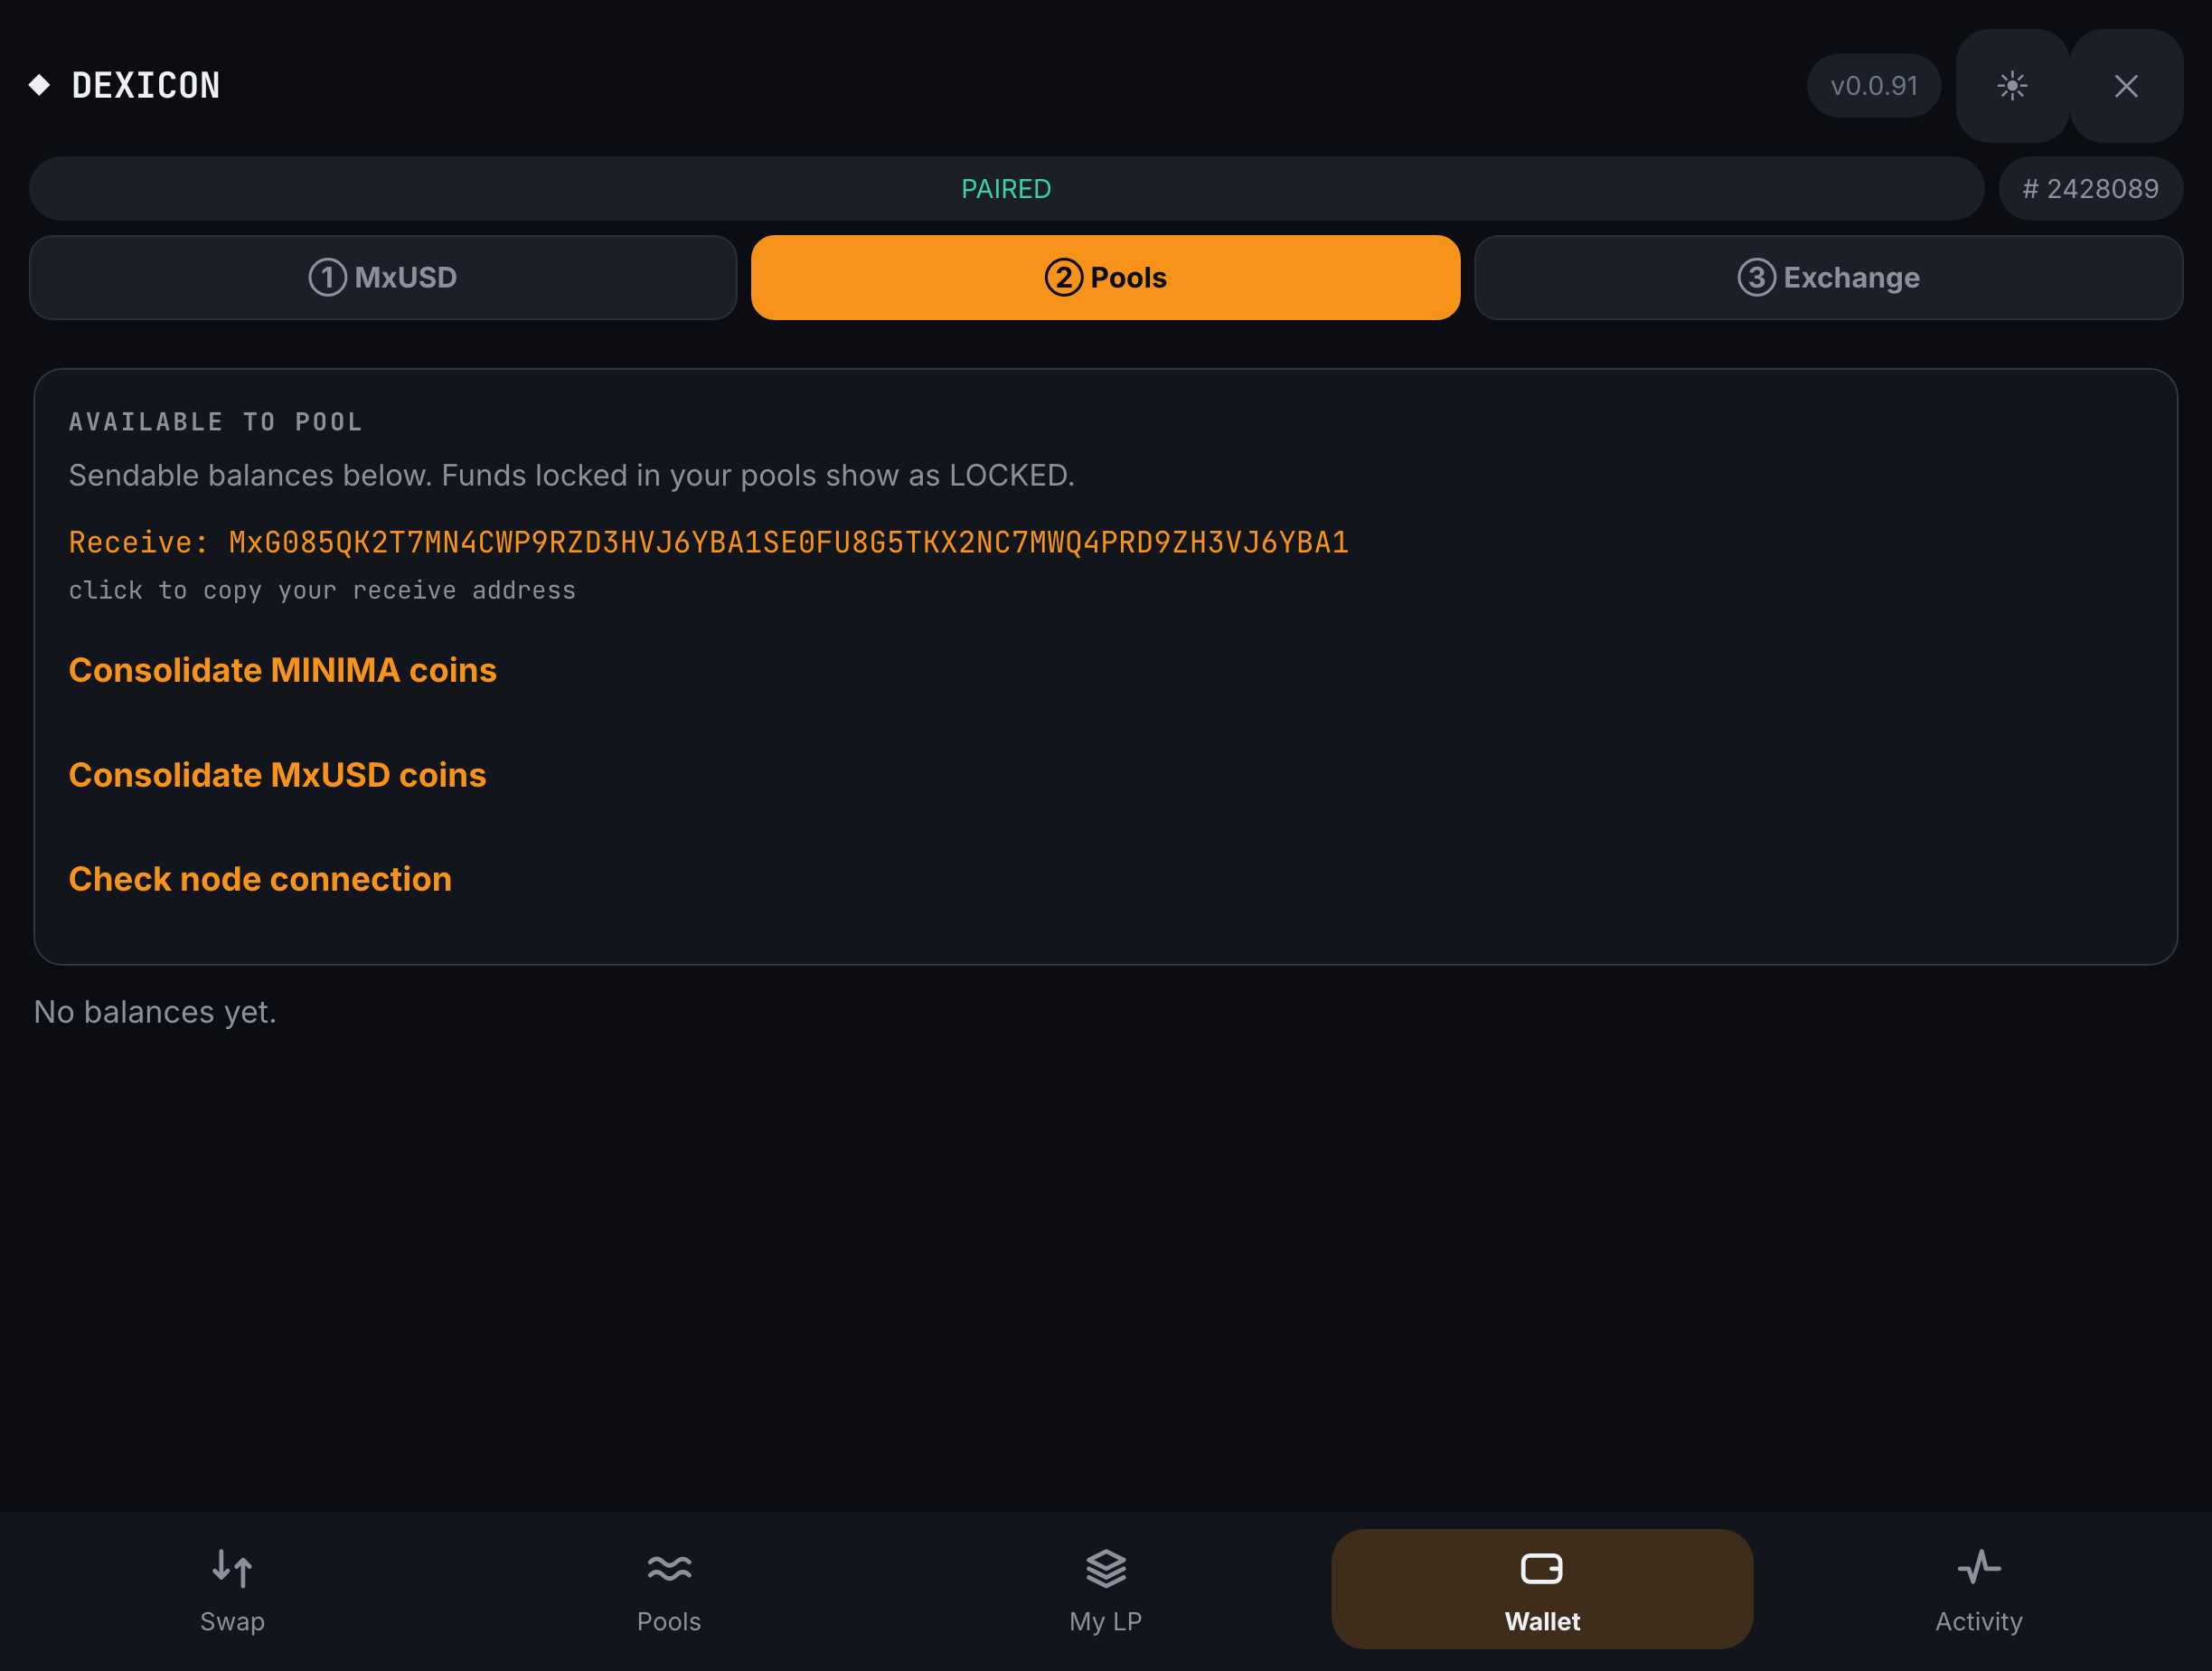 ◆ DEXICON
v0.0.91
PAIRED
# 2428089
① MxUSD
② Pools
③ Exchange
AVAILABLE TO POOL
Sendable balances below. Funds locked in your pools show as LOCKED.
Receive: MxG085QK2T7MN4CWP9RZD3HVJ6YBA1SE0FU8G5TKX2NC7MWQ4PRD9ZH3VJ6YBA1
click to copy your receive address
Consolidate MINIMA coins
Consolidate MxUSD coins
Check node connection
No balances yet.
Swap
Pools
My LP
Wallet
Activity